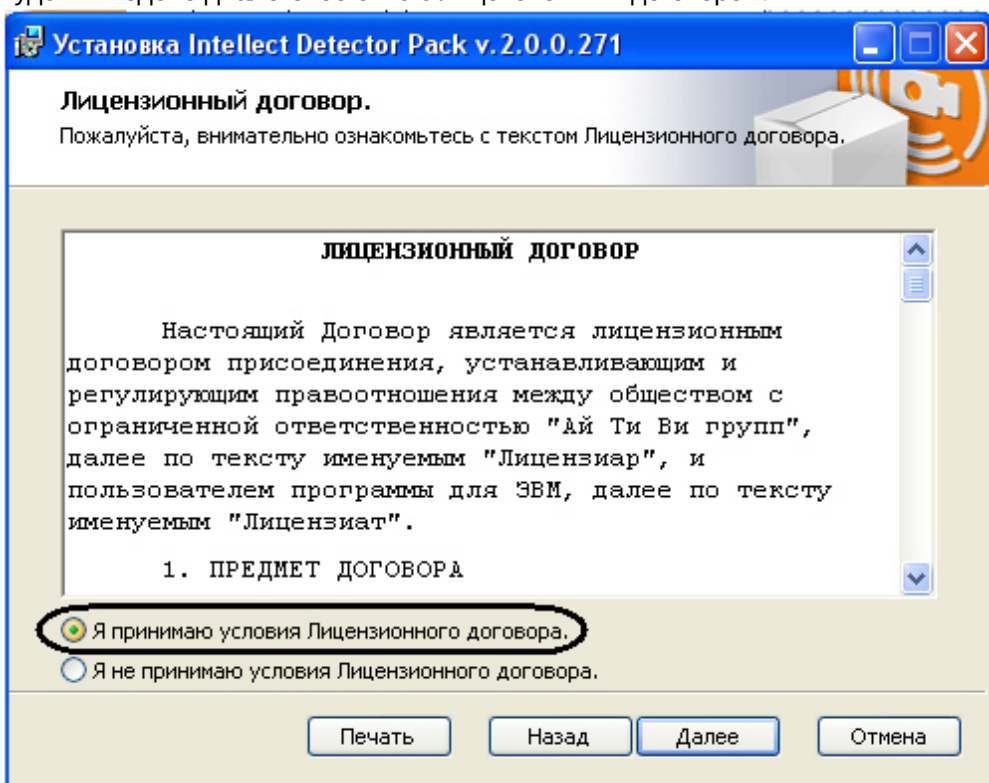 Установка Intellect Detector Pack v.2.0.0.271
Лицензионный договор.
Пожалуйста, внимательно ознакомьтесь с текстом Лицензионного договора.
ЛИЦЕНЗИОННЫЙ ДОГОВОР
Настоящий Договор является лицензионным
договором присоединения, устанавливающим и
регулирующим правоотношения между обществом с
ограниченной ответственностью "Ай Ти Ви групп",
далее по тексту именуемым "Лицензиар", и
пользователем программы для ЭВМ, далее по тексту
именуемым "Лицензиат".
1. ПРЕДМЕТ ДОГОВОРА
Я принимаю условия Лицензионного договора.
Я не принимаю условия Лицензионного договора.
Печать Назад Далее Отмена